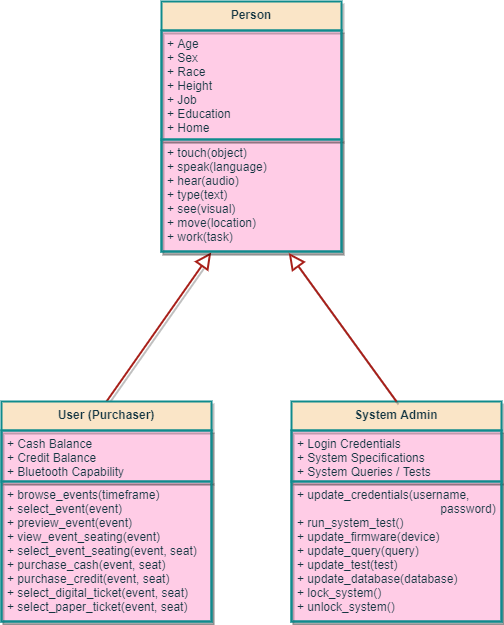 Person
+ Age
+ Sex
+ Race
+ Height
+ Job
+ Education
+ Home
+ touch(object)
+ speak(language)
+ hear(audio)
+ type(text)
+ see(visual)
+ move(location)
+ work(task)
User (Purchaser)
+ Cash Balance
+ Credit Balance
+ Bluetooth Capability
+ browse_events(timeframe)
+ select_event(event)
+ preview_event(event)
+ view_event_seating(event)
+ select_event_seating(event, seat)
+ purchase_cash(event, seat)
+ purchase_credit(event, seat)
+ select_digital_ticket(event, seat)
+ select_paper_ticket(event, seat)
System Admin
+ Login Credentials
+ System Specifications
+ System Queries / Tests
+ update_credentials(username,
password)
+ run_system_test()
+ update_firmware(device)
+ update_query(query)
+ update_test(test)
+ update_database(database)
+ lock_system()
+ unlock_system()